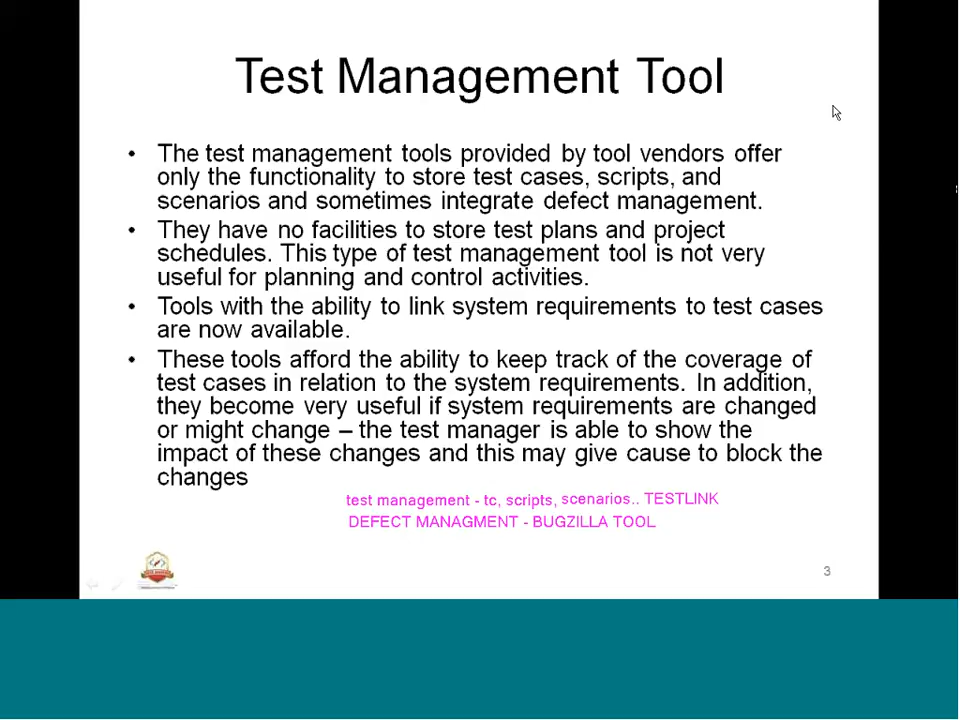 Test Management Tool
• The test management tools provided by tool vendors offer
only the functionality to store test cases, scripts, and
scenarios and sometimes integrate defect management.
• They have no facilities to store test plans and project
schedules. This type of test management tool is not very
useful for planning and control activities.
• Tools with the ability to link system requirements to test cases
are now available.
• These tools afford the ability to keep track of the coverage of
test cases in relation to the system requirements. In addition,
they become very useful if system requirements are changed
or might change – the test manager is able to show the
impact of these changes and this may give cause to block the
changes
test management - tc, scripts, scenarios.. TESTLINK
DEFECT MANAGMENT - BUGZILLA TOOL
3